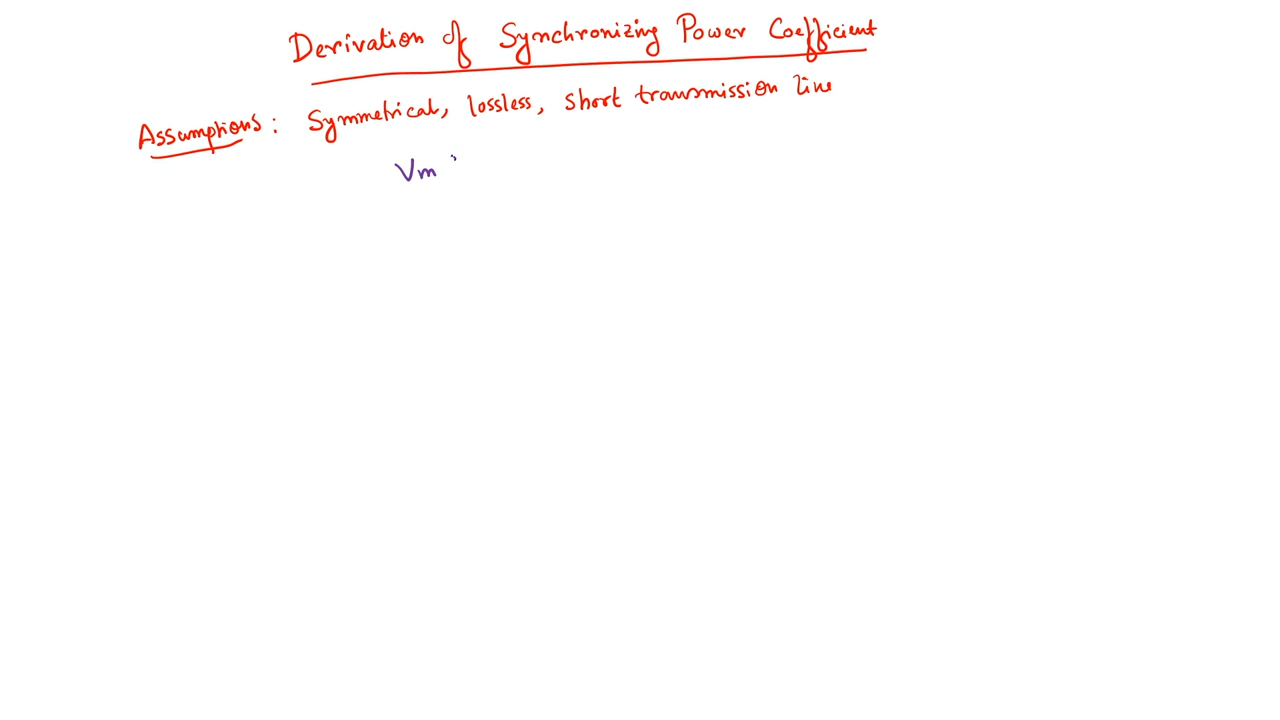 Derivation of Synchronizing Power Coefficient
Assumptions: Symmetrical, lossless, short transmission line
Vm